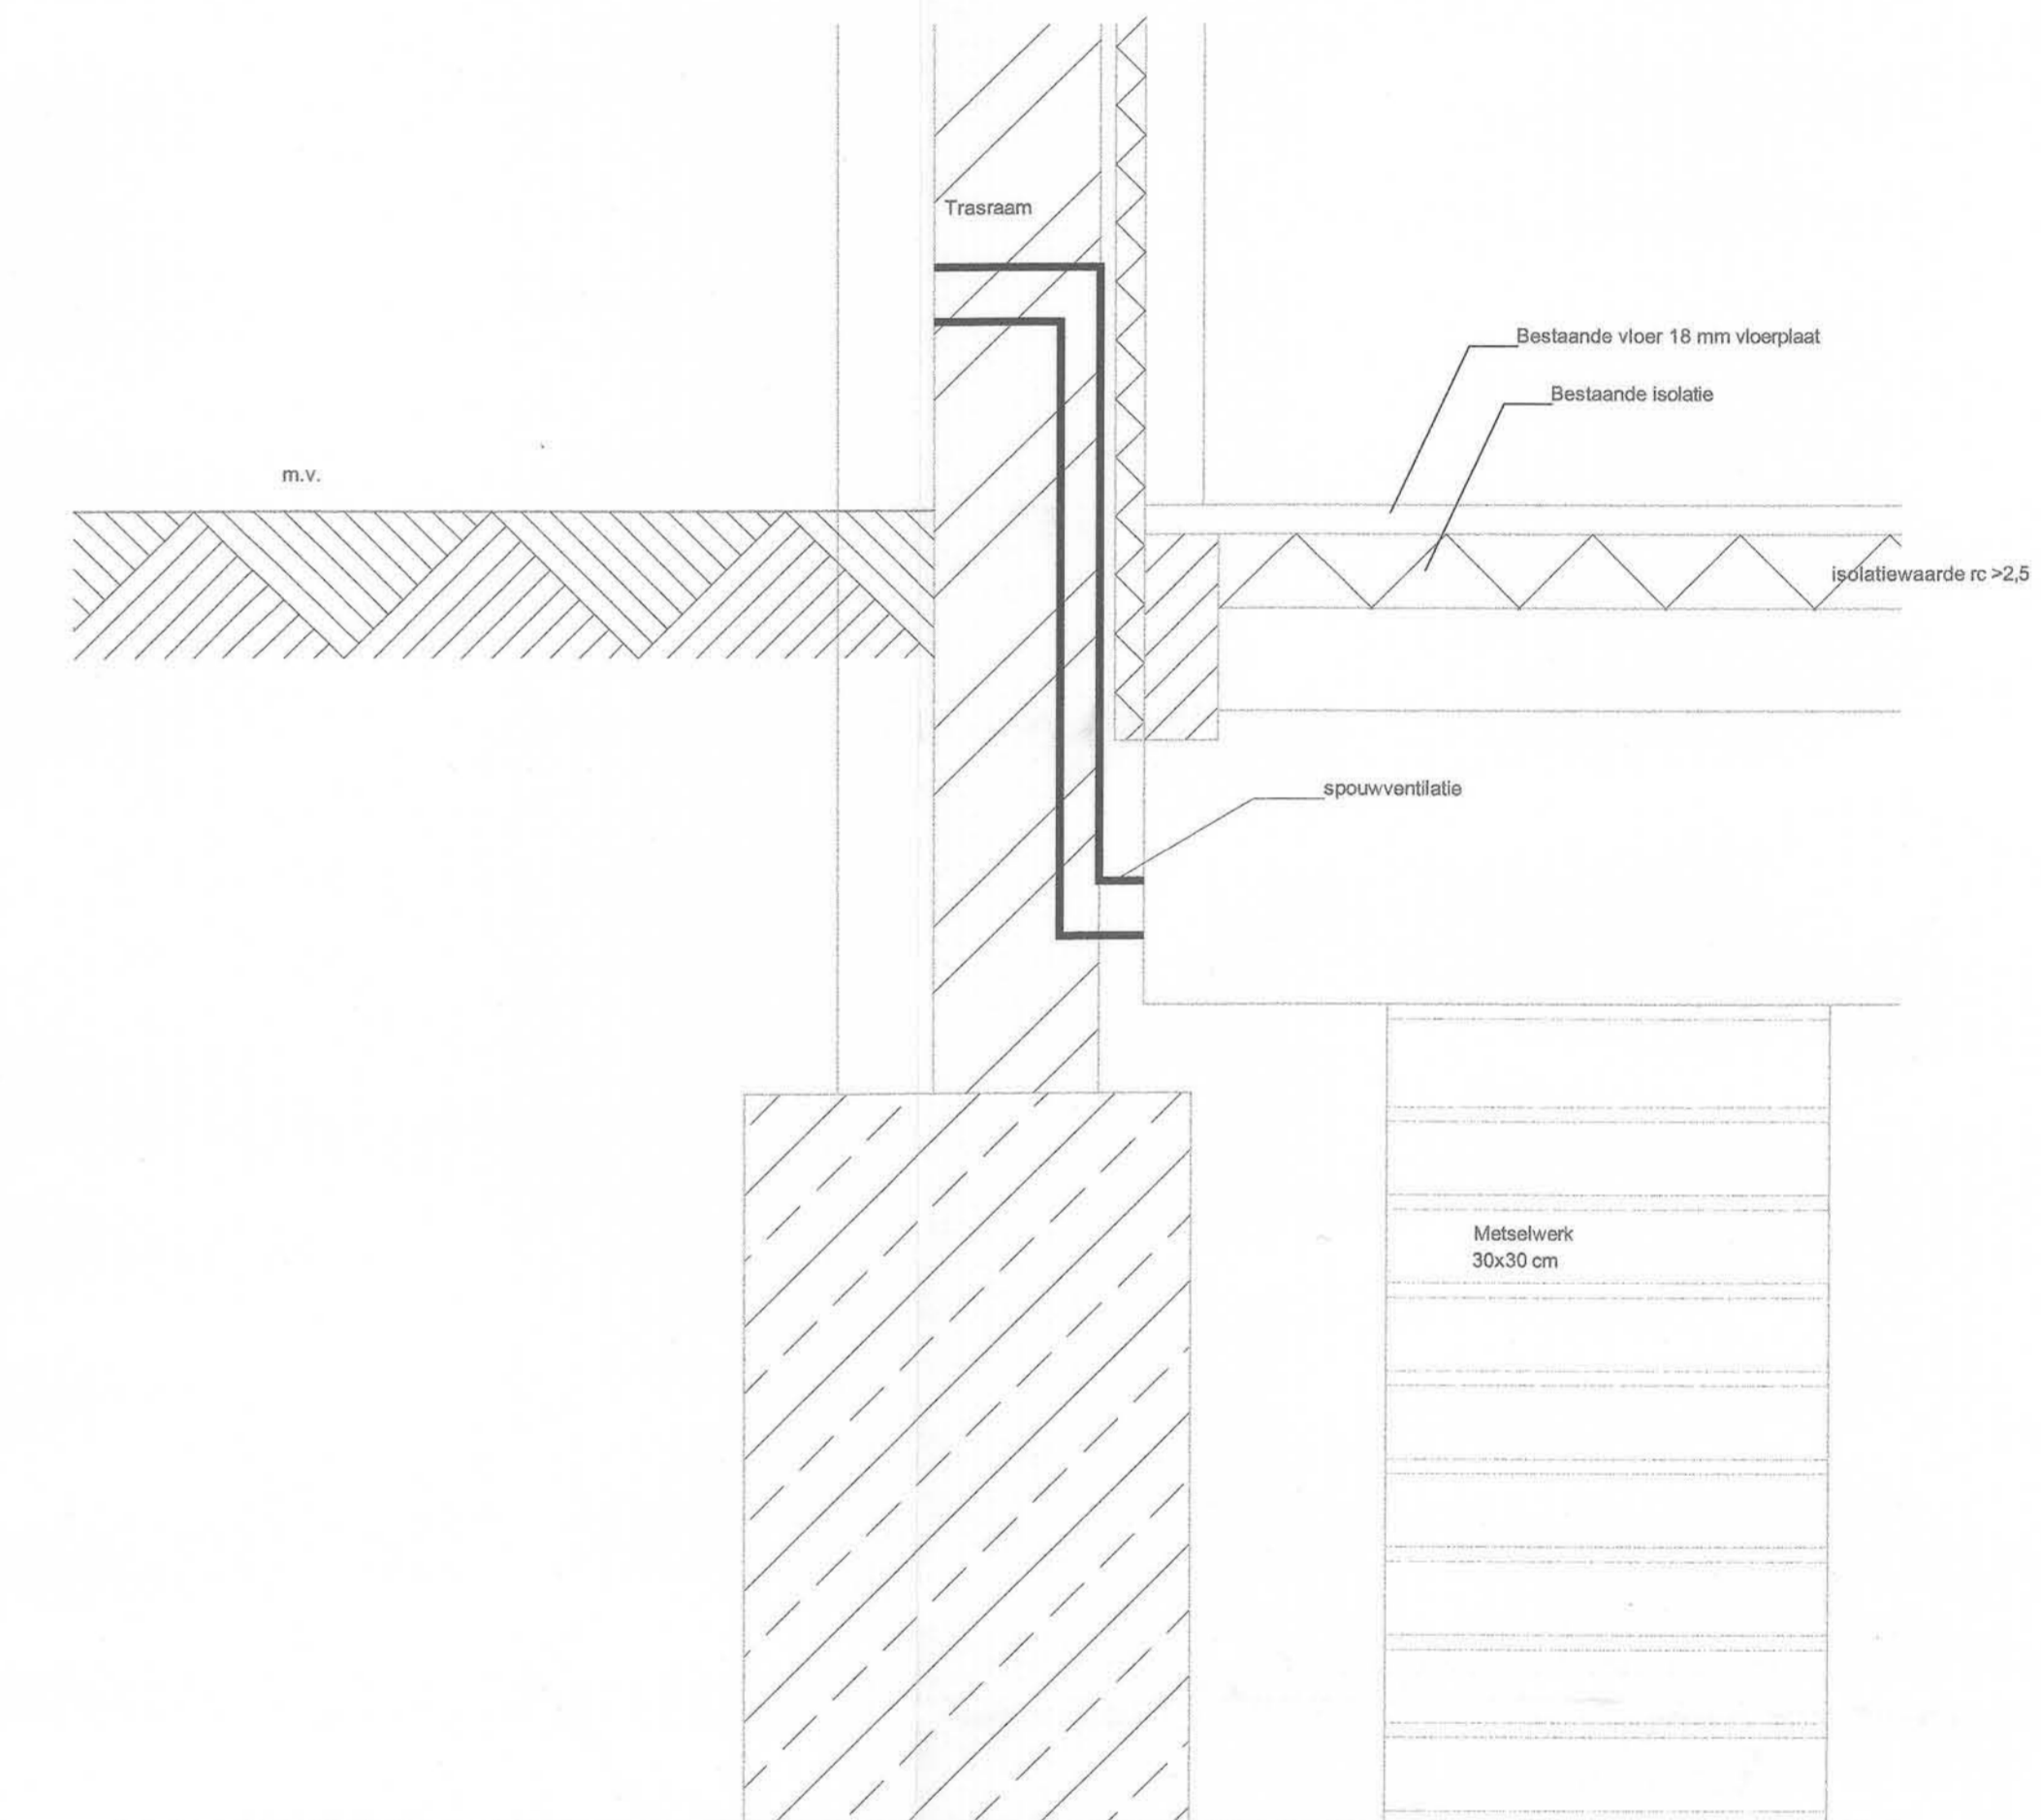 Trasraam
Bestaande vloer 18 mm vloerplaat
Bestaande isolatie
m.v.
isolatiewaarde rc >2,5
spouwventilatie
Metselwerk
30x30 cm